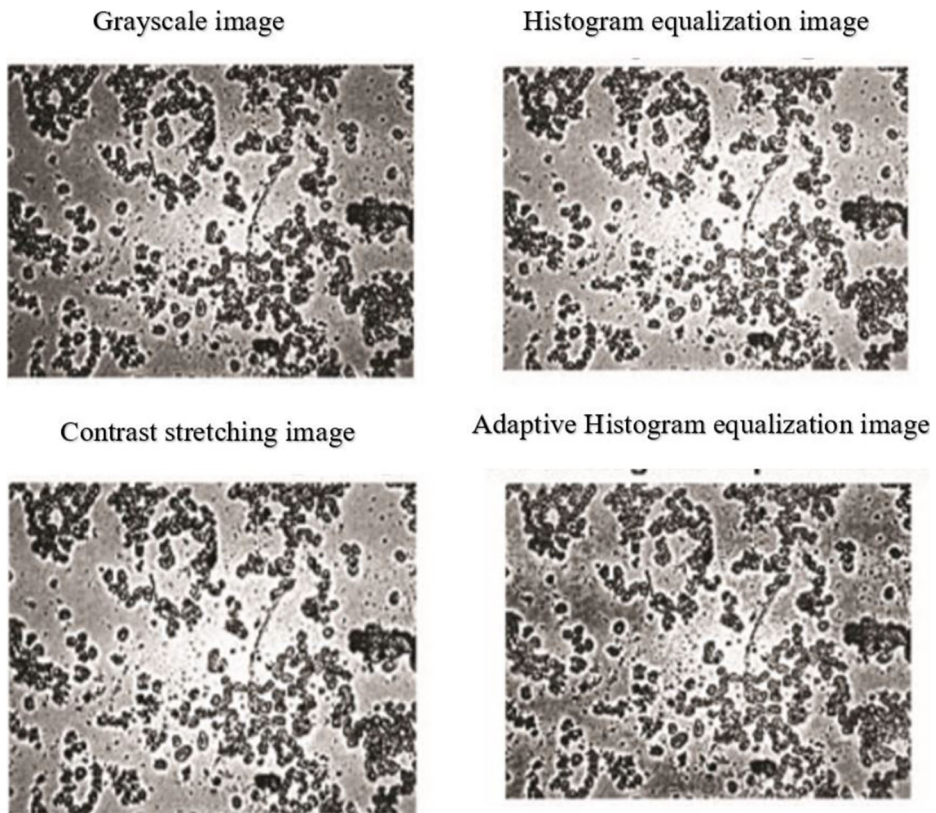 Grayscale image
Histogram equalization image
Contrast stretching image
Adaptive Histogram equalization image